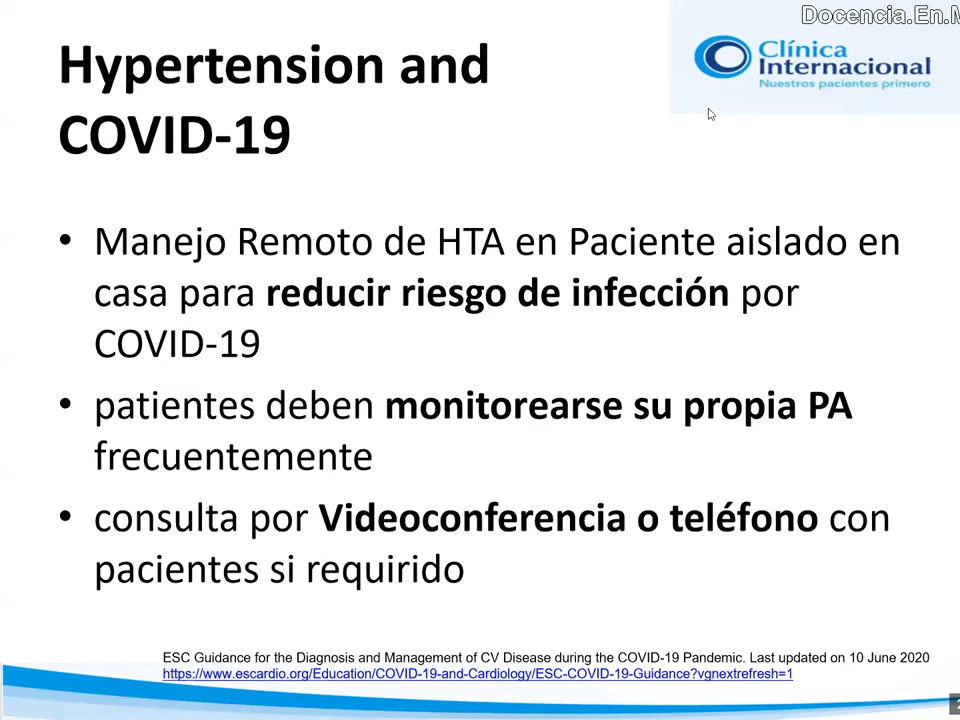 Docencia.En.M
Hypertension and
COVID-19
Clínica
Internacional
Nuestros pacientes primero
• Manejo Remoto de HTA en Paciente aislado en
casa para reducir riesgo de infección por
COVID-19
• patientes deben monitorearse su propia PA
frecuentemente
• consulta por Videoconferencia o teléfono con
pacientes si requirido
ESC Guidance for the Diagnosis and Management of CV Disease during the COVID-19 Pandemic. Last updated on 10 June 2020
https://www.escardio.org/Education/COVID-19-and-Cardiology/ESC-COVID-19-Guidance?vgnextrefresh=1